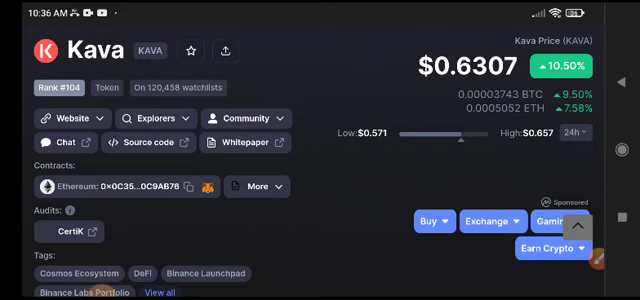 10:36 AM
Kava KAVA
Kava Price (KAVA)
$0.6307 10.50%
Rank #104 Token On 120,458 watchlists
0.00003743 BTC 9.50%
0.0005052 ETH 7.58%
Website Explorers Community
Low:$0.571 High:$0.657 24h
Chat Source code Whitepaper
Contracts:
Ethereum: 0x0C35...0C9AB76 More
Sponsored
Audits:
Buy Exchange
CertiK
Earn Crypto
Tags:
Cosmos Ecosystem DeFi Binance Launchpad
Binance Labs Portfolio View all